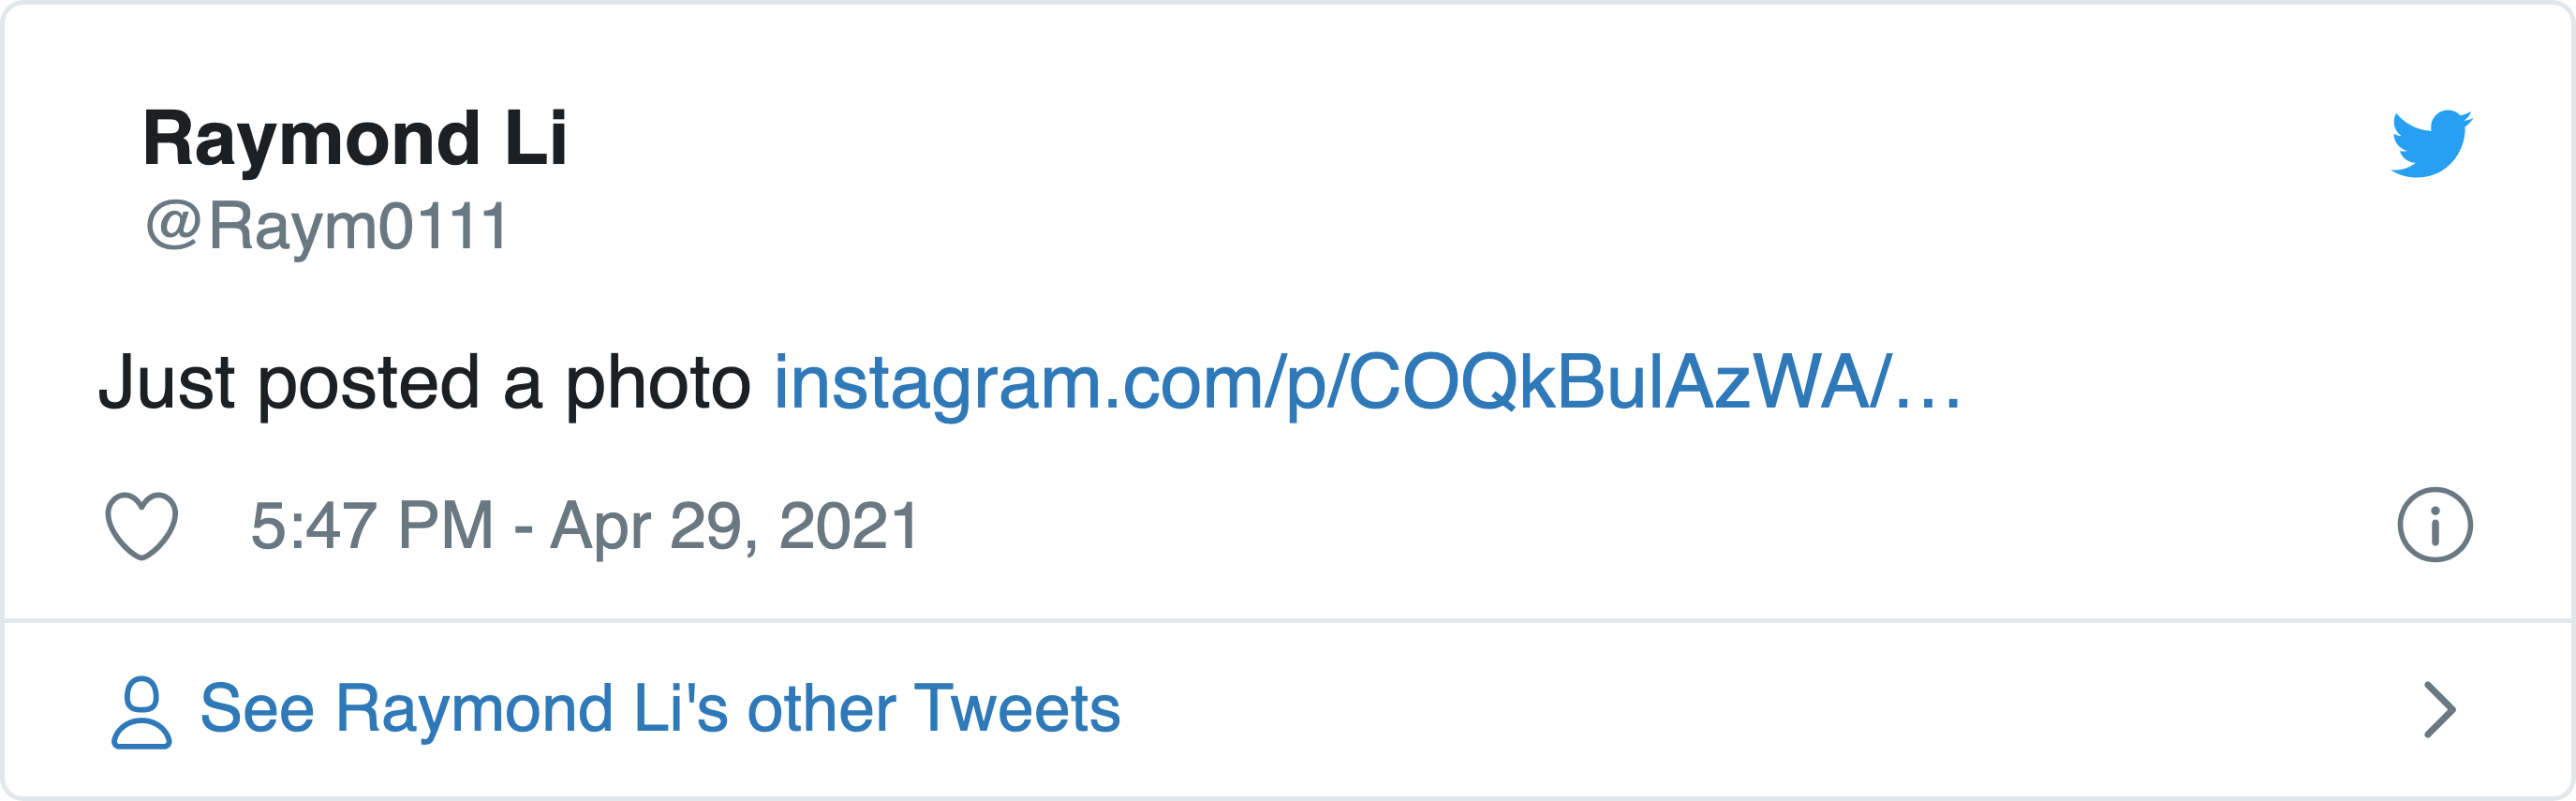 Raymond Li
@Raym0111
Just posted a photo instagram.com/p/COQkBulAzWA/…
5:47 PM - Apr 29, 2021
See Raymond Li's other Tweets